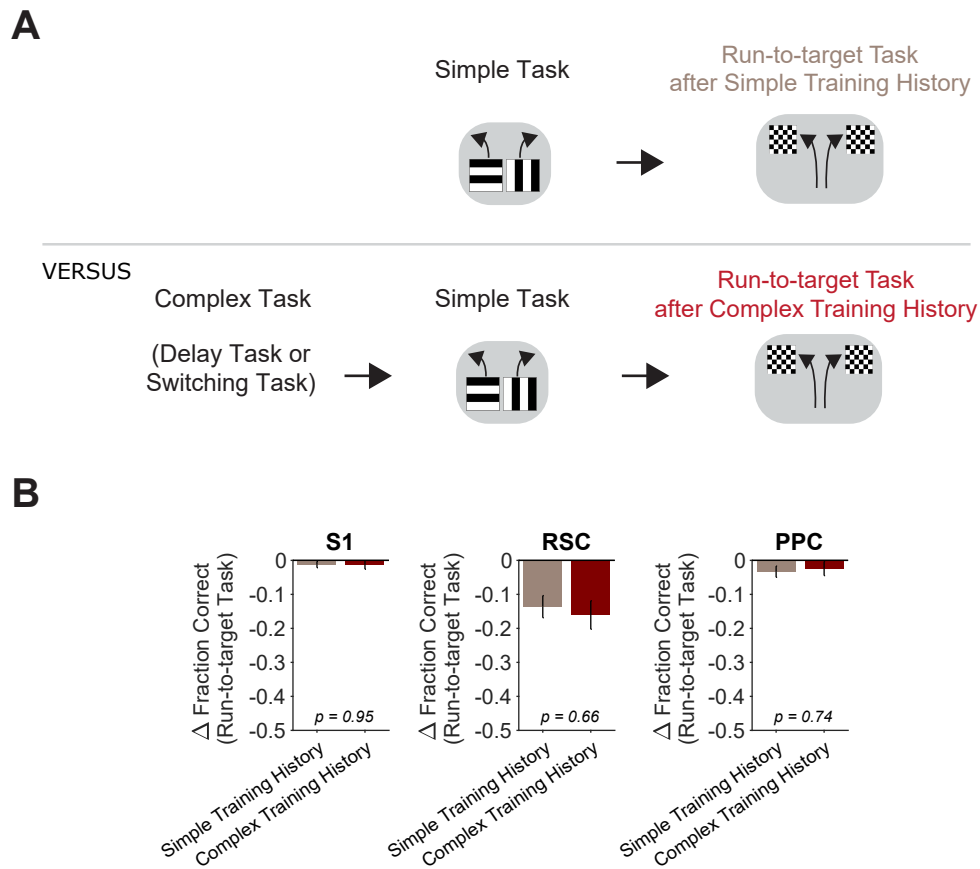 A
Simple Task
Run-to-target Task
after Simple Training History
VERSUS
Complex Task
(Delay Task or
Switching Task)
Simple Task
Run-to-target Task
after Complex Training History
B
S1
Δ Fraction Correct
(Run-to-target Task)
0
-0.1
-0.2
-0.3
-0.4
-0.5
p = 0.95
Simple Training History
Complex Training History
RSC
Δ Fraction Correct
(Run-to-target Task)
0
-0.1
-0.2
-0.3
-0.4
-0.5
p = 0.66
Simple Training History
Complex Training History
PPC
Δ Fraction Correct
(Run-to-target Task)
0
-0.1
-0.2
-0.3
-0.4
-0.5
p = 0.74
Simple Training History
Complex Training History